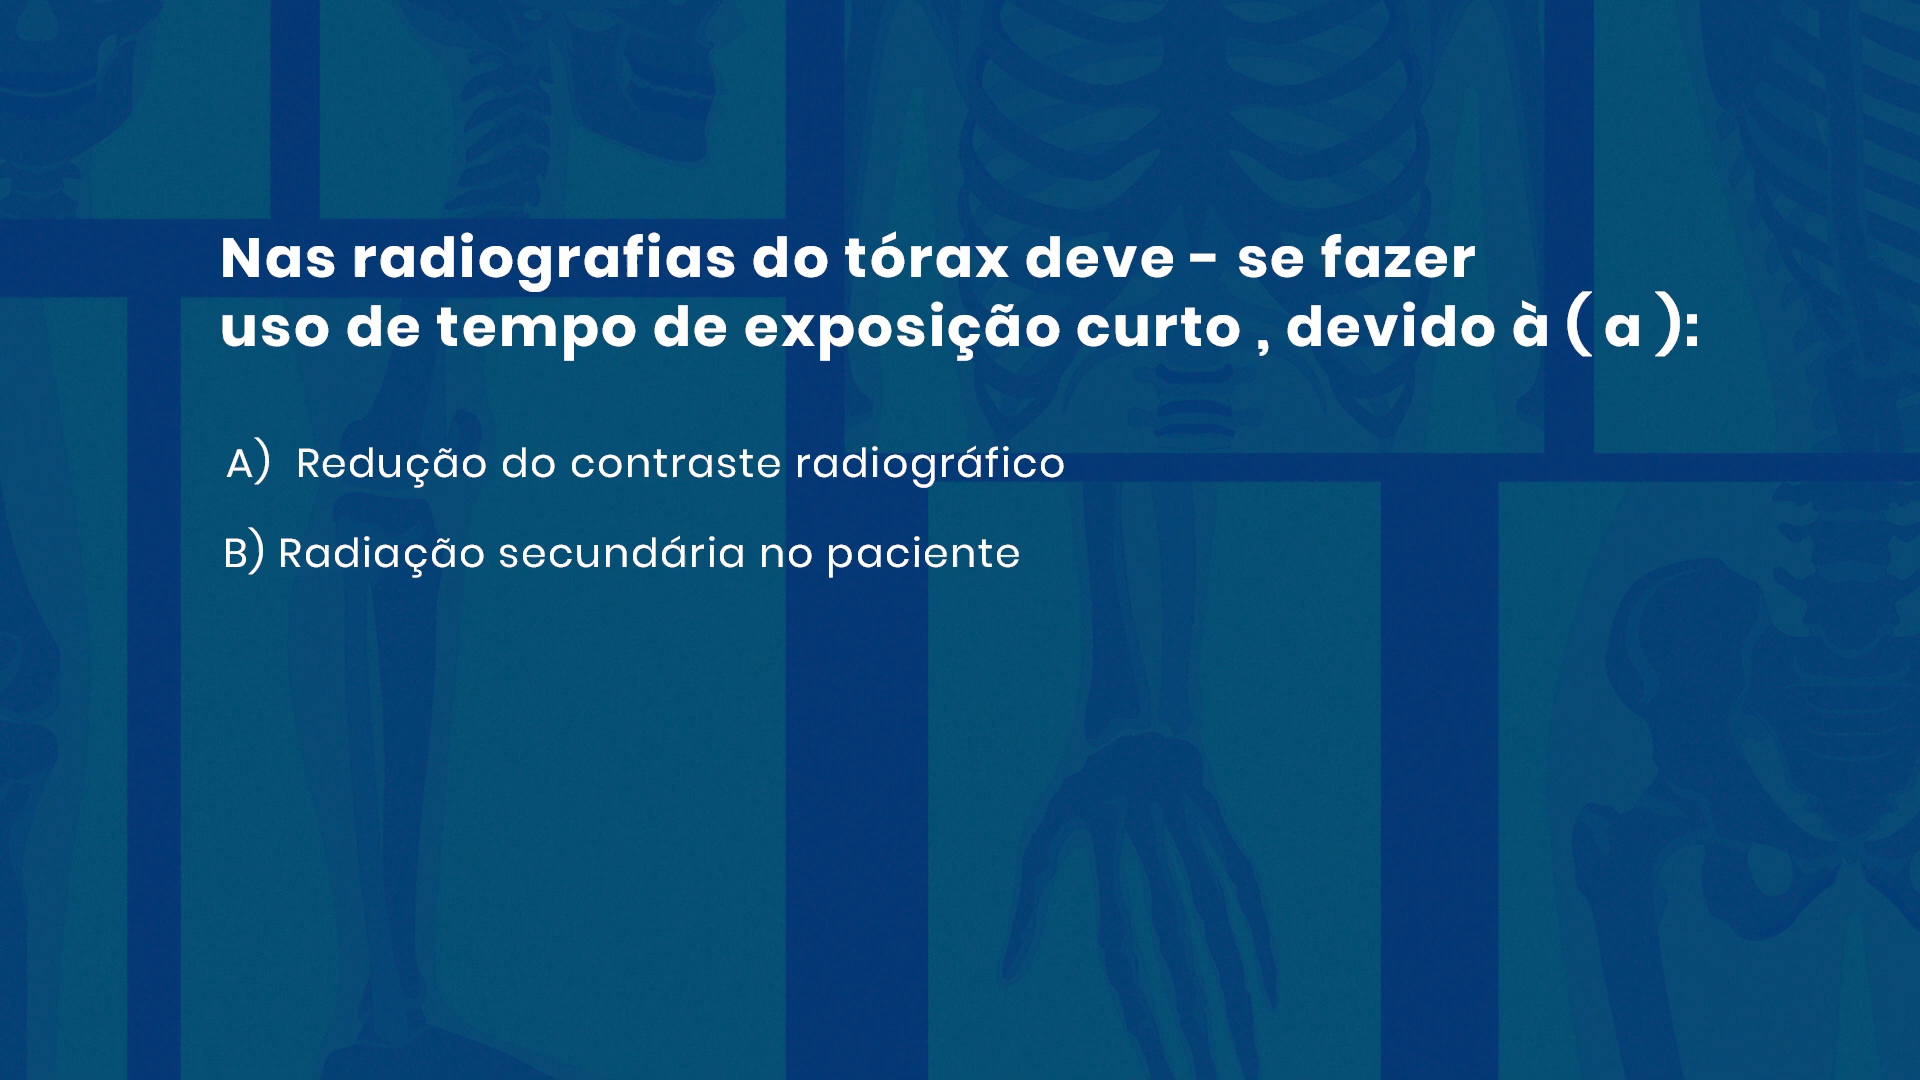 Nas radiografias do tórax deve - se fazer
uso de tempo de exposição curto , devido à ( a ):
A) Redução do contraste radiográfico
B) Radiação secundária no paciente